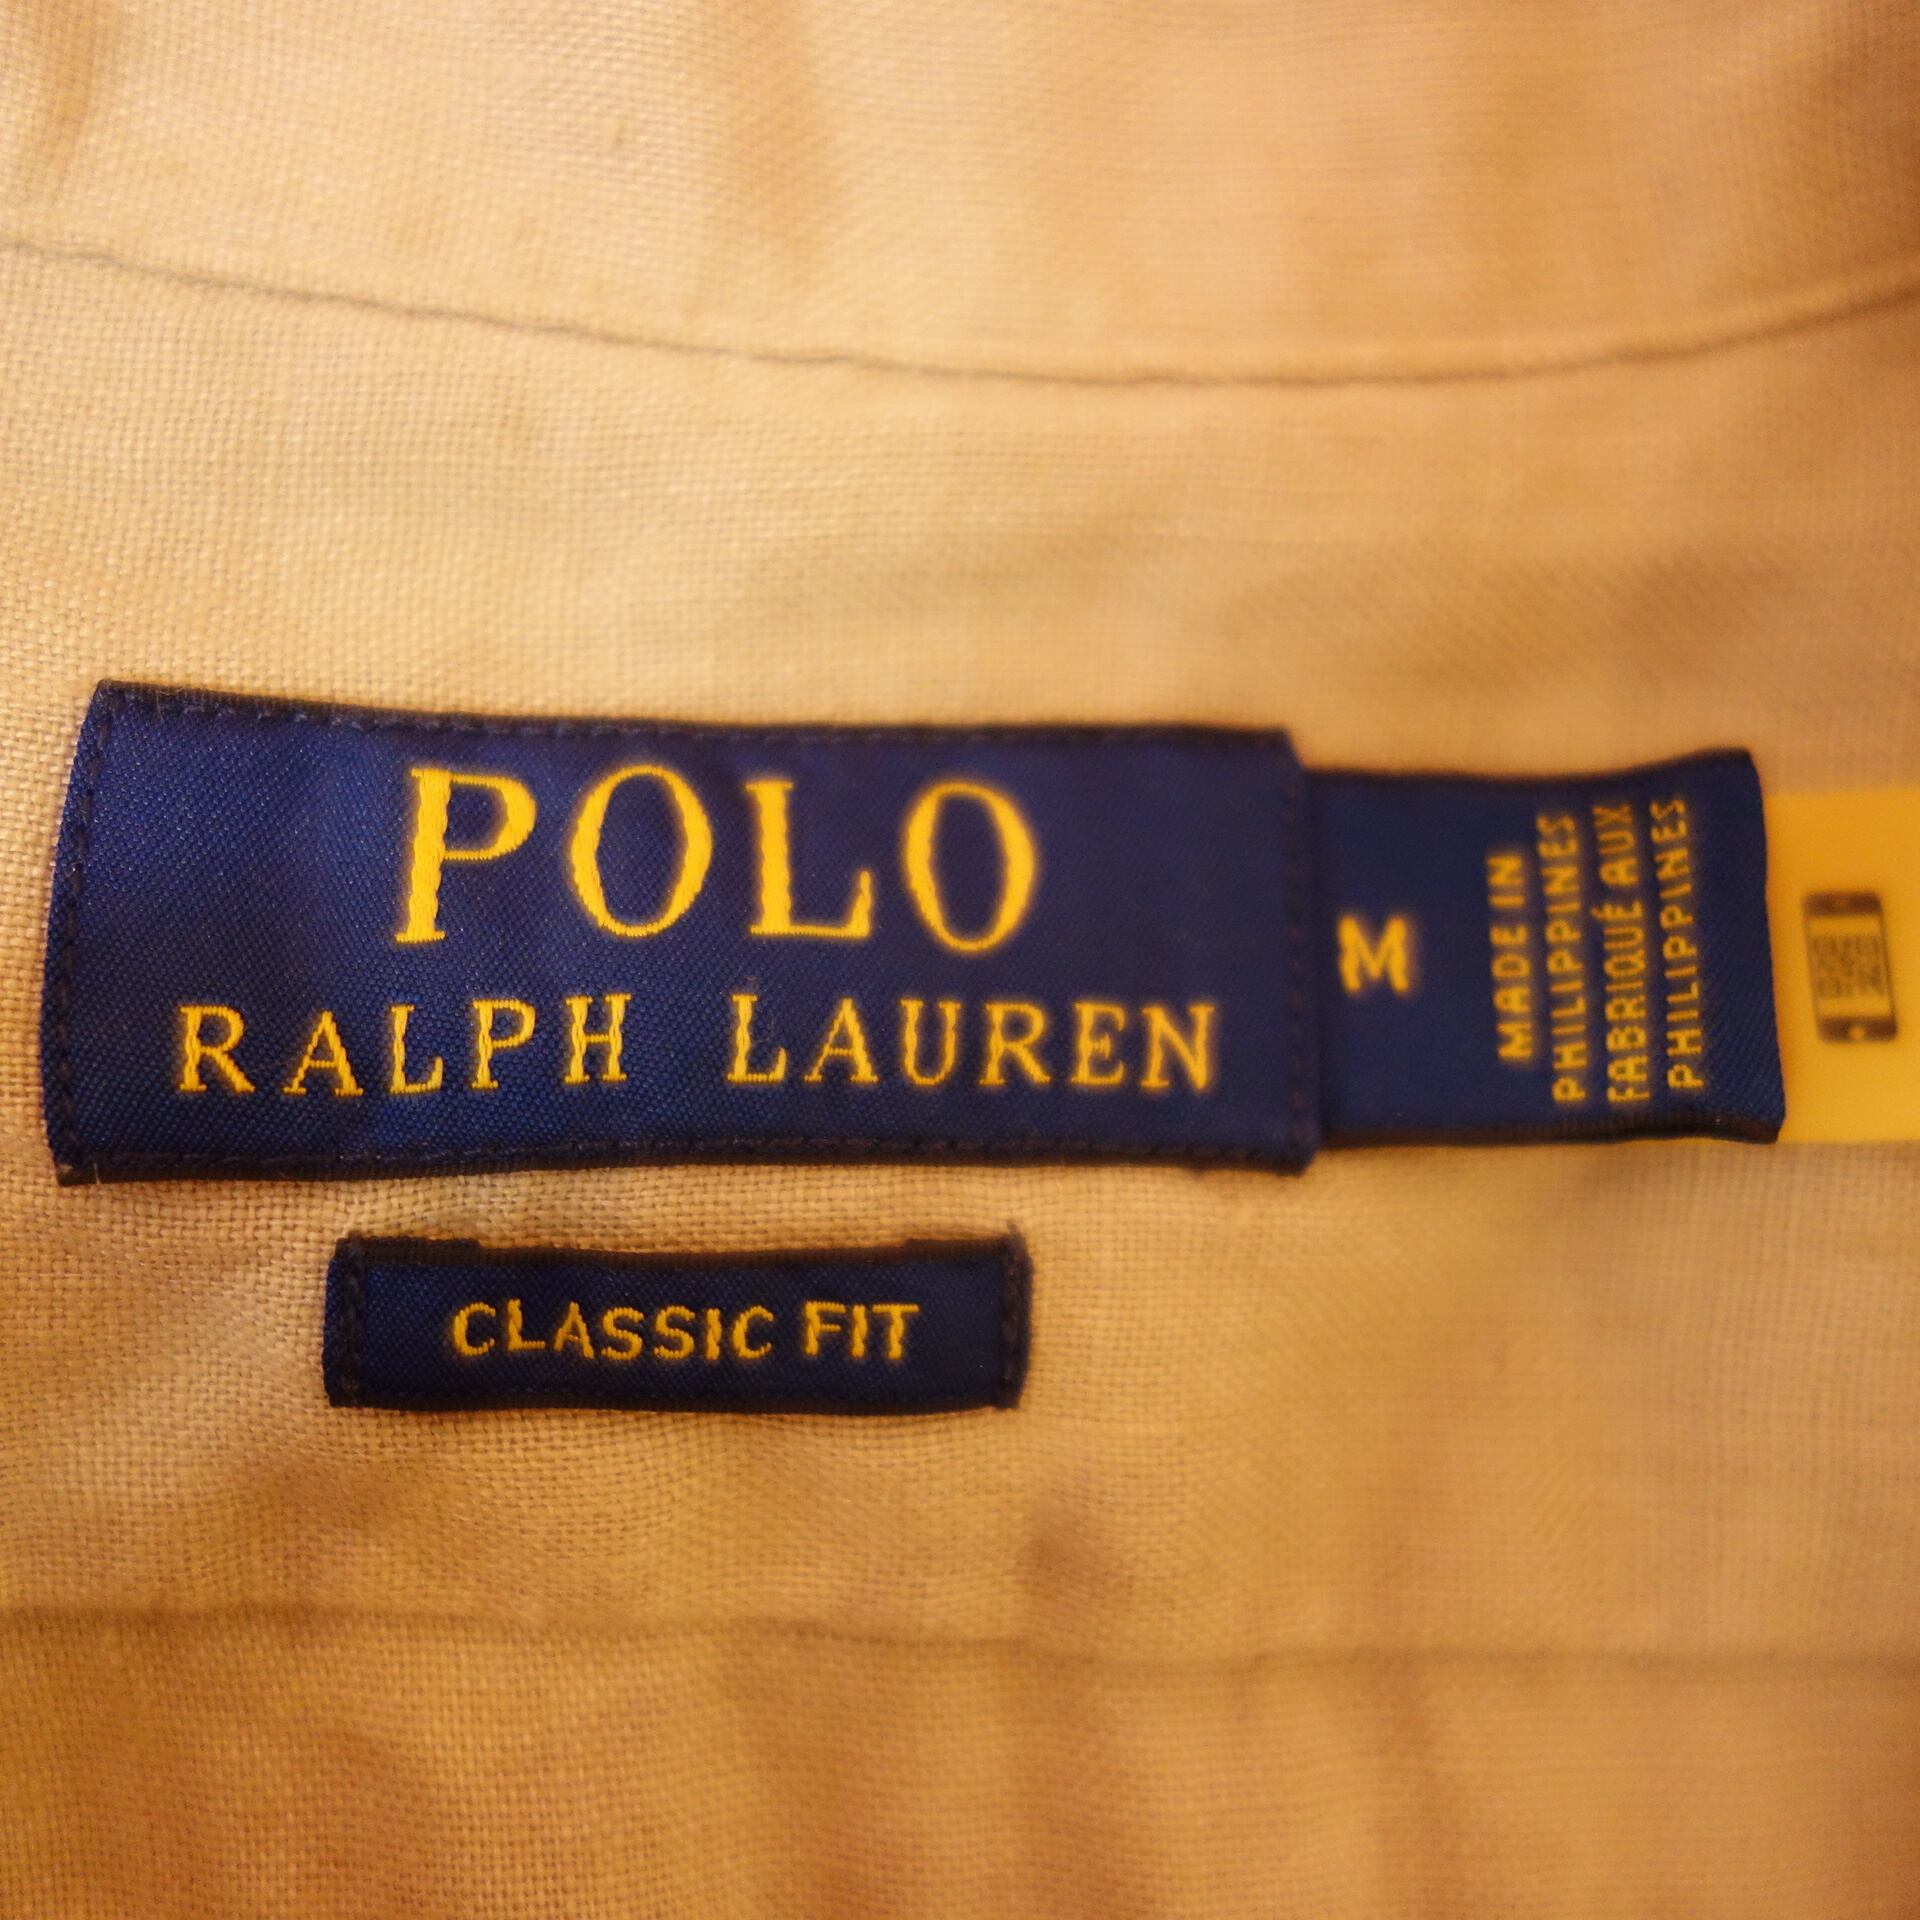 POLO
RALPH LAUREN
M
MADE IN
PHILIPPINES
FABRIQUÉ AUX
PHILIPPINES
CLASSIC FIT